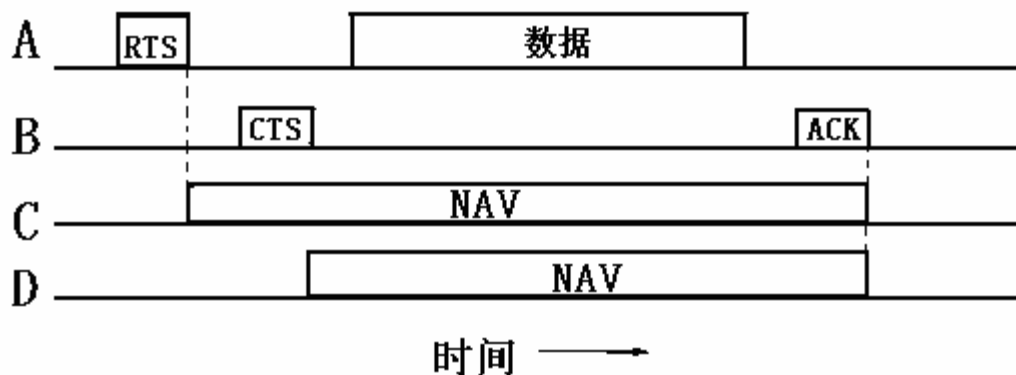 A RTS 数据
B CTS ACK
C NAV
D NAV
时间